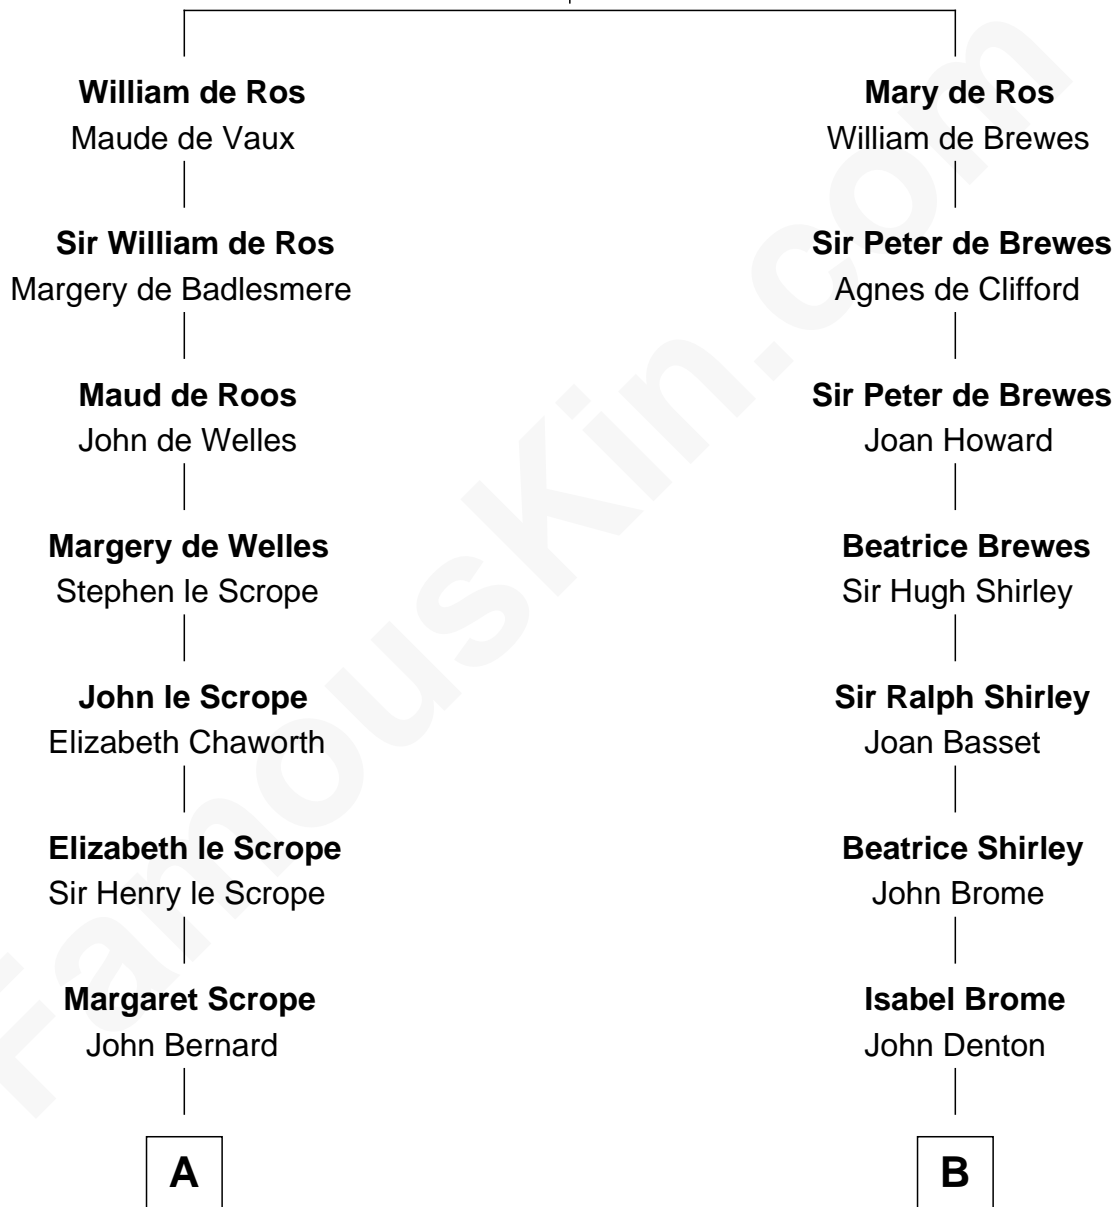 William de Ros
Maude de Vaux
Mary de Ros
William de Brewes
Sir William de Ros
Margery de Badlesmere
Sir Peter de Brewes
Agnes de Clifford
Maud de Roos
John de Welles
Sir Peter de Brewes
Joan Howard
Margery de Welles
Stephen le Scrope
Beatrice Brewes
Sir Hugh Shirley
John le Scrope
Elizabeth Chaworth
Sir Ralph Shirley
Joan Basset
Elizabeth le Scrope
Sir Henry le Scrope
Beatrice Shirley
John Brome
Margaret Scrope
John Bernard
Isabel Brome
John Denton
A
B
FamousKin.com